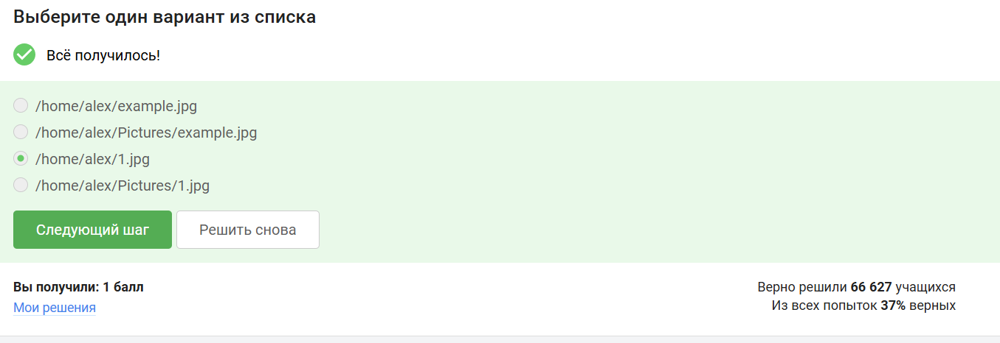 Выберите один вариант из списка
Всё получилось!
/home/alex/example.jpg
/home/alex/Pictures/example.jpg
/home/alex/1.jpg
/home/alex/Pictures/1.jpg
Следующий шаг
Решить снова
Вы получили: 1 балл
Мои решения
Верно решили 66 627 учащихся
Из всех попыток 37% верных